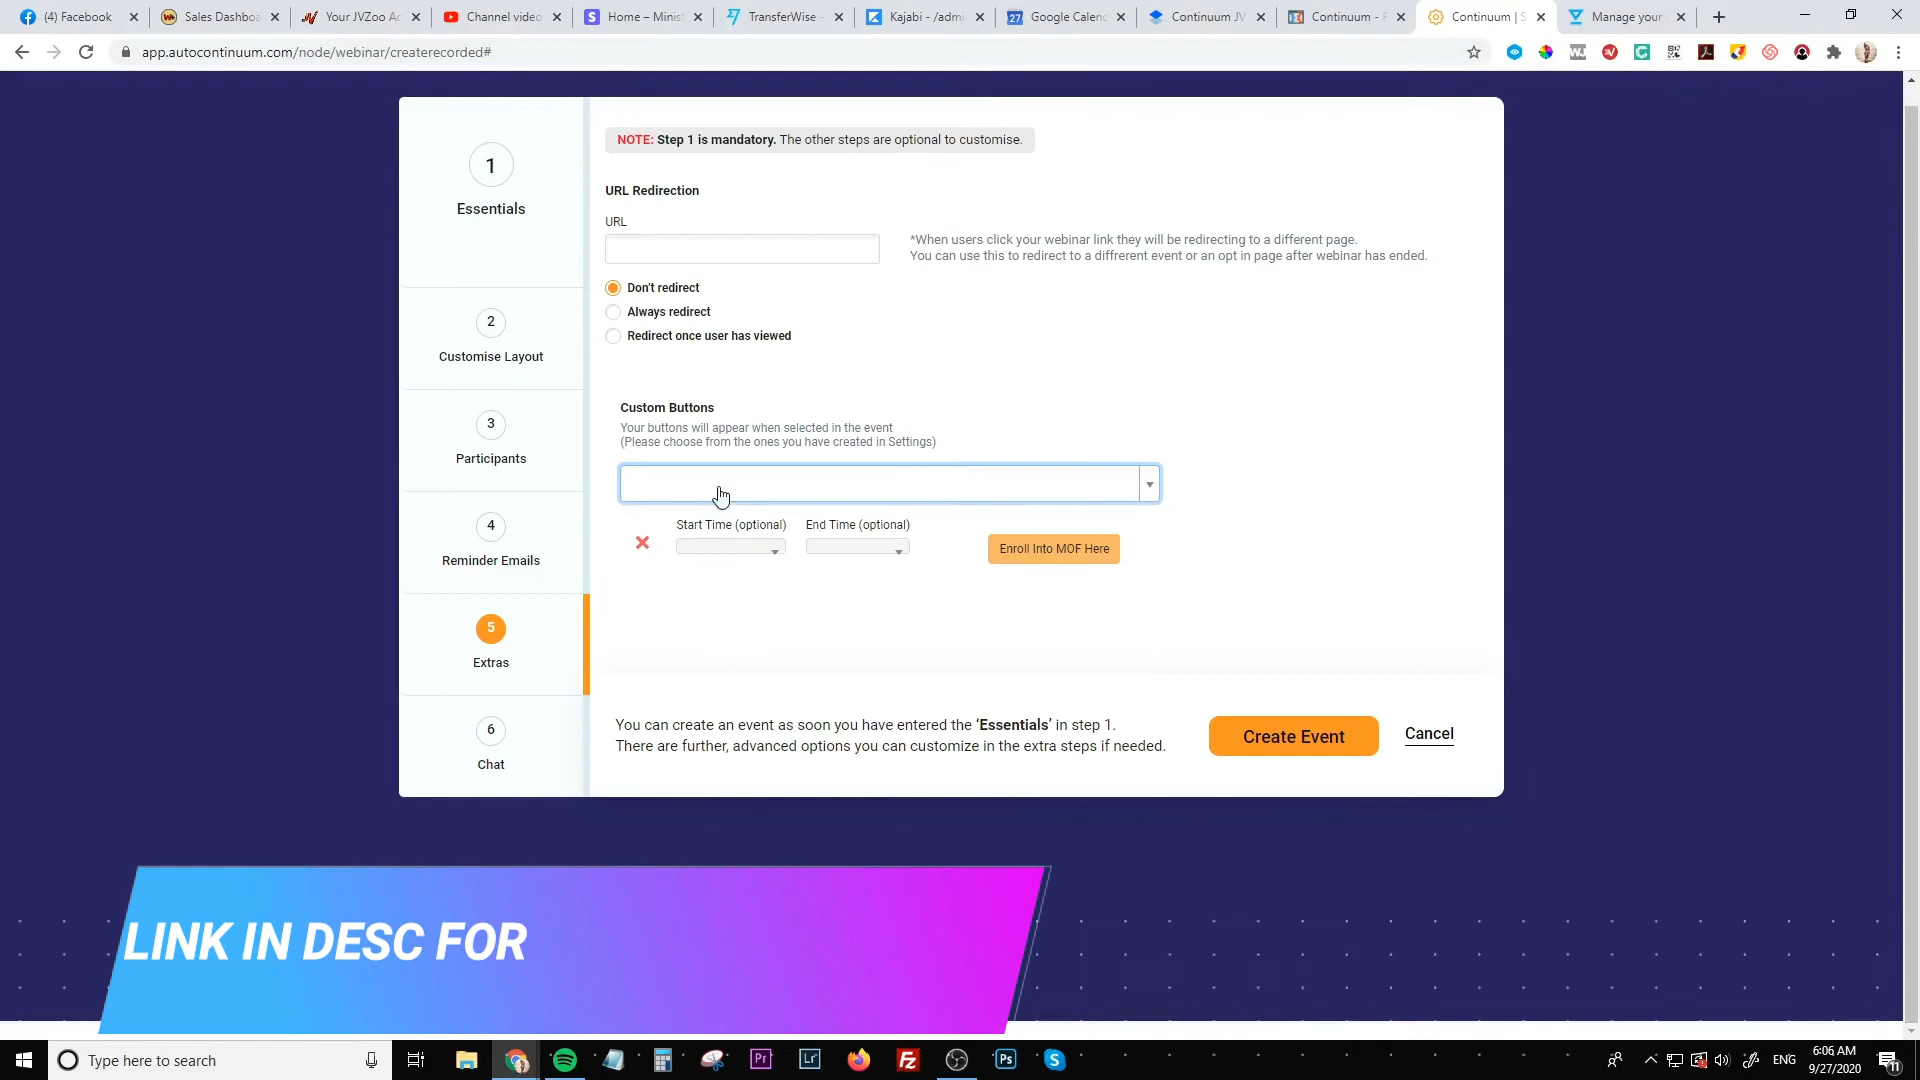 (4) Facebook
Sales Dashboa
Your JVZoo Ac
Channel video
Home – Minist
TransferWise -
Kajabi - /admi
27
Google Calend
Continuum JV
Continuum - F
Continuum | S
Manage your
app.autocontinuum.com/node/webinar/createrecorded#
NOTE: Step 1 is mandatory. The other steps are optional to customise.
1
Essentials
2
Customise Layout
3
Participants
4
Reminder Emails
5
Extras
6
Chat
URL Redirection
URL
*When users click your webinar link they will be redirecting to a different page.
You can use this to redirect to a different event or an opt in page after webinar has ended.
Don't redirect
Always redirect
Redirect once user has viewed
Custom Buttons
Your buttons will appear when selected in the event
(Please choose from the ones you have created in Settings)
Start Time (optional)
End Time (optional)
Enroll Into MOF Here
You can create an event as soon you have entered the ‘Essentials’ in step 1.
There are further, advanced options you can customize in the extra steps if needed.
Create Event
Cancel
LINK IN DESC FOR
Type here to search
Pr
Lr
Fz
Ps
S
ENG
6:06 AM
9/27/2020
11